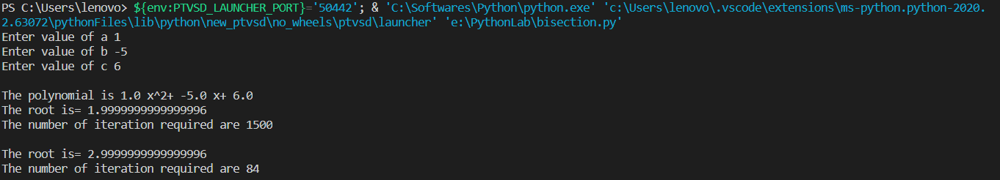 PS C:\Users\lenovo> ${env:PTVSD_LAUNCHER_PORT}='50442'; & 'C:\Softwares\Python\python.exe' 'c:\Users\lenovo\.vscode\extensions\ms-python.python-2020.
2.63072\pythonFiles\lib\python\new_ptvsd\no_wheels\ptvsd\launcher' 'e:\PythonLab\bisection.py'
Enter value of a 1
Enter value of b -5
Enter value of c 6
The polynomial is 1.0 x^2+ -5.0 x+ 6.0
The root is= 1.9999999999999996
The number of iteration required are 1500
The root is= 2.9999999999999996
The number of iteration required are 84